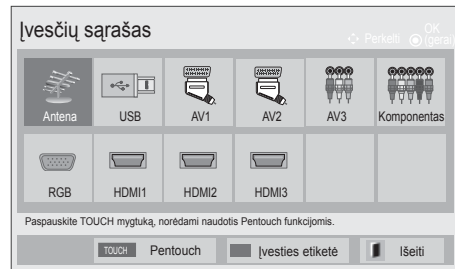 Įvesčių sąrašas
Perkelti OK (gerai)
Antena USB AV1 AV2 AV3 Komponentas
RGB HDMI1 HDMI2 HDMI3
Paspauskite TOUCH mygtuką, norėdami naudotis Pentouch funkcijomis.
TOUCH Pentouch Įvesties etiketė Išeiti